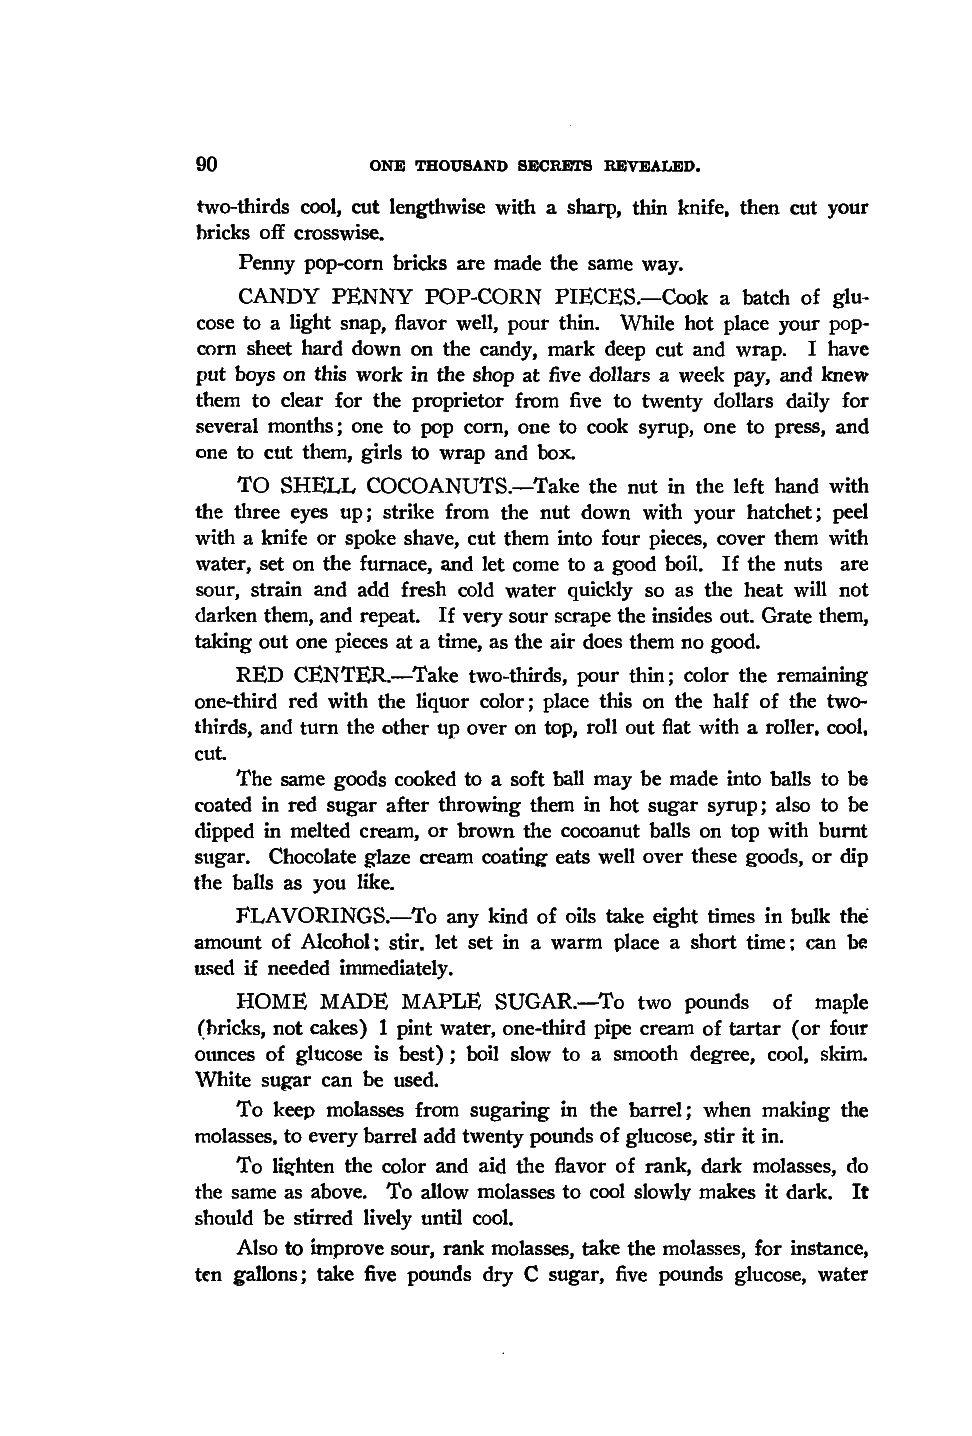 90 ONE THOUSAND SECRETS REVEALED.
two-thirds cool, cut lengthwise with a sharp, thin knife, then cut your
bricks off crosswise.
Penny pop-corn bricks are made the same way.
CANDY PENNY POP-CORN PIECES.—Cook a batch of glu-
cose to a light snap, flavor well, pour thin. While hot place your pop-
corn sheet hard down on the candy, mark deep cut and wrap. I have
put boys on this work in the shop at five dollars a week pay, and knew
them to clear for the proprietor from five to twenty dollars daily for
several months; one to pop corn, one to cook syrup, one to press, and
one to cut them, girls to wrap and box.
TO SHELL COCOANUTS.—Take the nut in the left hand with
the three eyes up; strike from the nut down with your hatchet; peel
with a knife or spoke shave, cut them into four pieces, cover them with
water, set on the furnace, and let come to a good boil. If the nuts are
sour, strain and add fresh cold water quickly so as the heat will not
darken them, and repeat. If very sour scrape the insides out. Grate them,
taking out one pieces at a time, as the air does them no good.
RED CENTER.—Take two-thirds, pour thin; color the remaining
one-third red with the liquor color; place this on the half of the two-
thirds, and turn the other up over on top, roll out flat with a roller, cool,
cut.
The same goods cooked to a soft ball may be made into balls to be
coated in red sugar after throwing them in hot sugar syrup; also to be
dipped in melted cream, or brown the cocoanut balls on top with burnt
sugar. Chocolate glaze cream coating eats well over these goods, or dip
the balls as you like.
FLAVORINGS.—To any kind of oils take eight times in bulk the
amount of Alcohol; stir, let set in a warm place a short time; can be
used if needed immediately.
HOME MADE MAPLE SUGAR.—To two pounds of maple
(bricks, not cakes) 1 pint water, one-third pipe cream of tartar (or four
ounces of glucose is best); boil slow to a smooth degree, cool, skim.
White sugar can be used.
To keep molasses from sugaring in the barrel; when making the
molasses, to every barrel add twenty pounds of glucose, stir it in.
To lighten the color and aid the flavor of rank, dark molasses, do
the same as above. To allow molasses to cool slowly makes it dark. It
should be stirred lively until cool.
Also to improve sour, rank molasses, take the molasses, for instance,
ten gallons; take five pounds dry C sugar, five pounds glucose, water